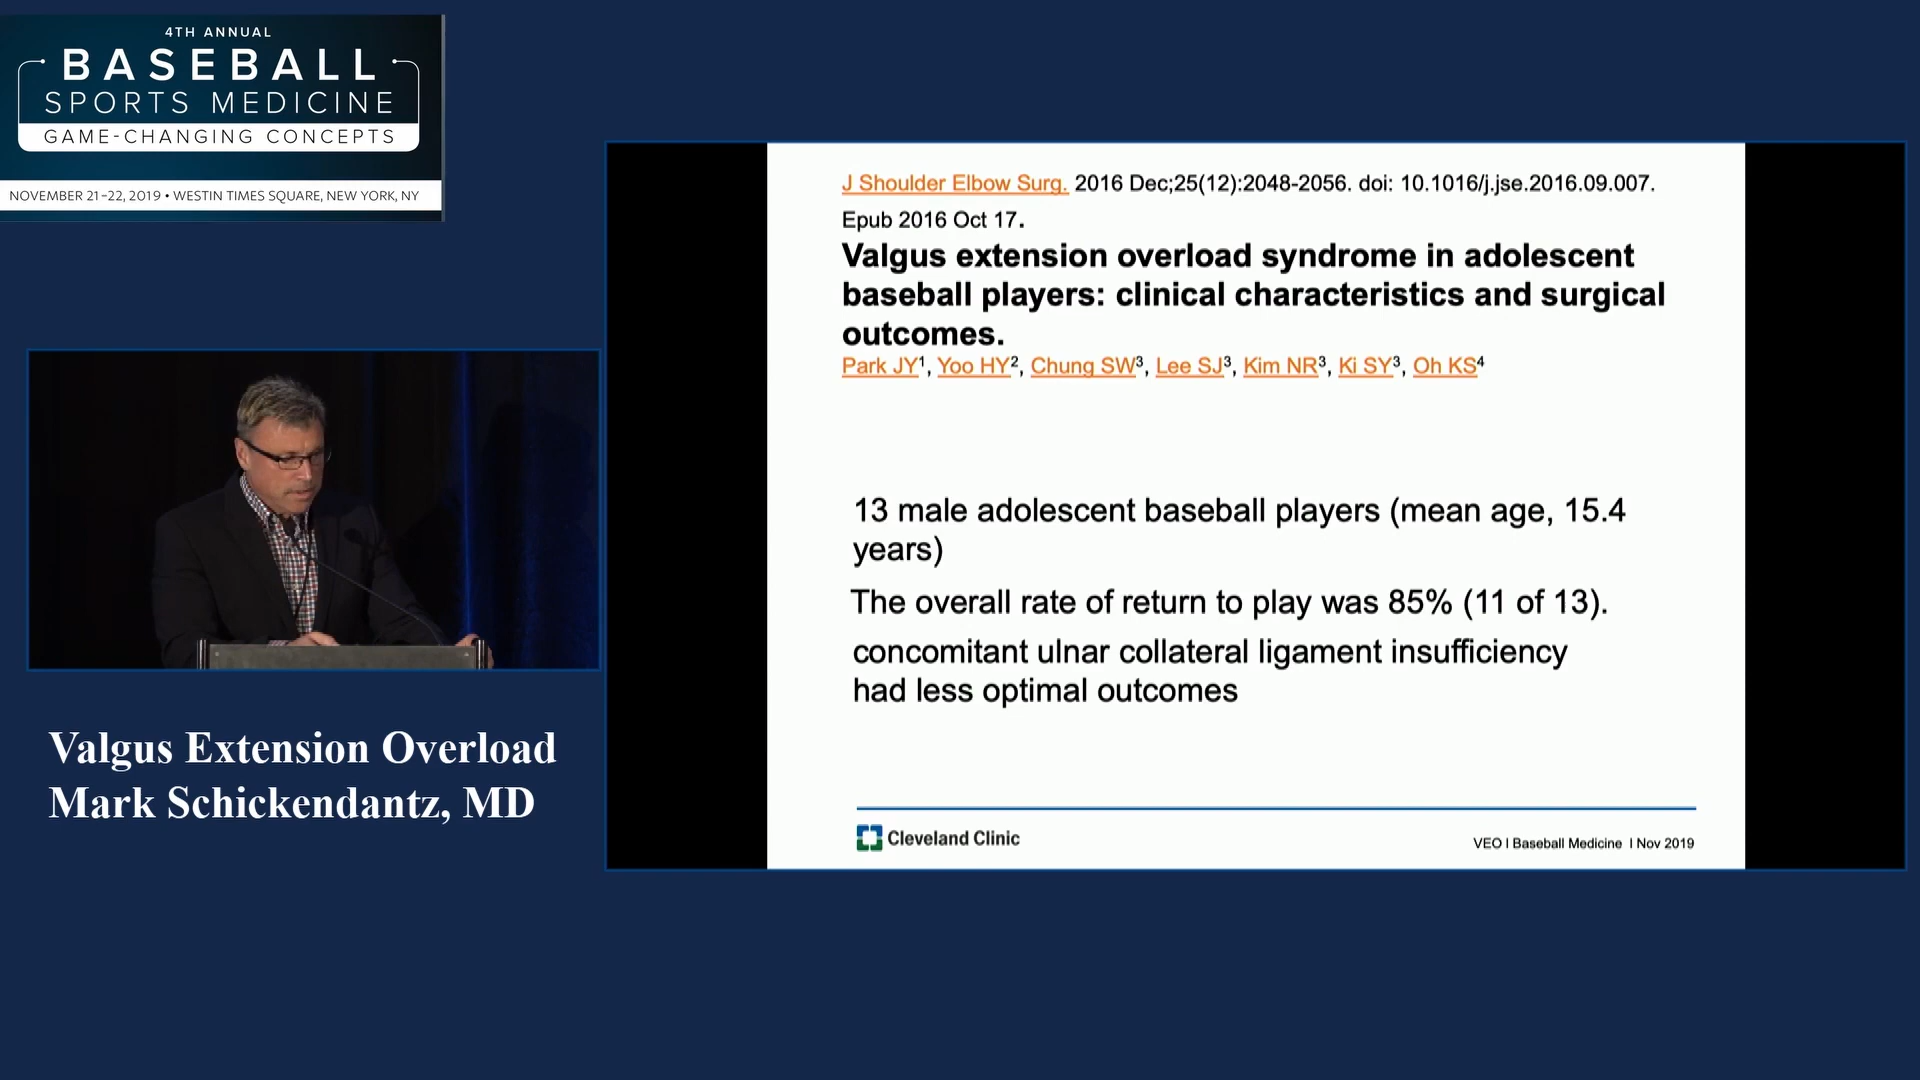 4TH ANNUAL
BASEBALL
SPORTS MEDICINE
GAME-CHANGING CONCEPTS
NOVEMBER 21-22, 2019 • WESTIN TIMES SQUARE, NEW YORK, NY
J Shoulder Elbow Surg. 2016 Dec;25(12):2048-2056. doi: 10.1016/j.jse.2016.09.007.
Epub 2016 Oct 17.
Valgus extension overload syndrome in adolescent
baseball players: clinical characteristics and surgical
outcomes.
Park JY¹, Yoo HY², Chung SW³, Lee SJ³, Kim NR³, Ki SY³, Oh KS⁴
13 male adolescent baseball players (mean age, 15.4
years)
The overall rate of return to play was 85% (11 of 13).
concomitant ulnar collateral ligament insufficiency
had less optimal outcomes
Cleveland Clinic
VEO I Baseball Medicine I Nov 2019
Valgus Extension Overload
Mark Schickendantz, MD